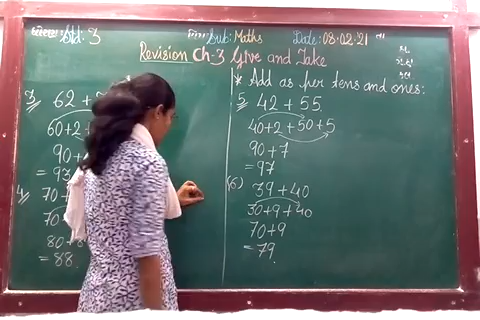 Std: 3
Sub: Maths
Date: 08.02.21
Revision Ch-3 Give and Take
* Add as per tens and ones:
3) 62 +
60+2+
90+
= 97
4) 70+
70+
80+8
= 88.
5) 42 + 55
40+2+50+5
90+7
= 97
(6) 39 + 40
30+9+40
70+9
= 79.